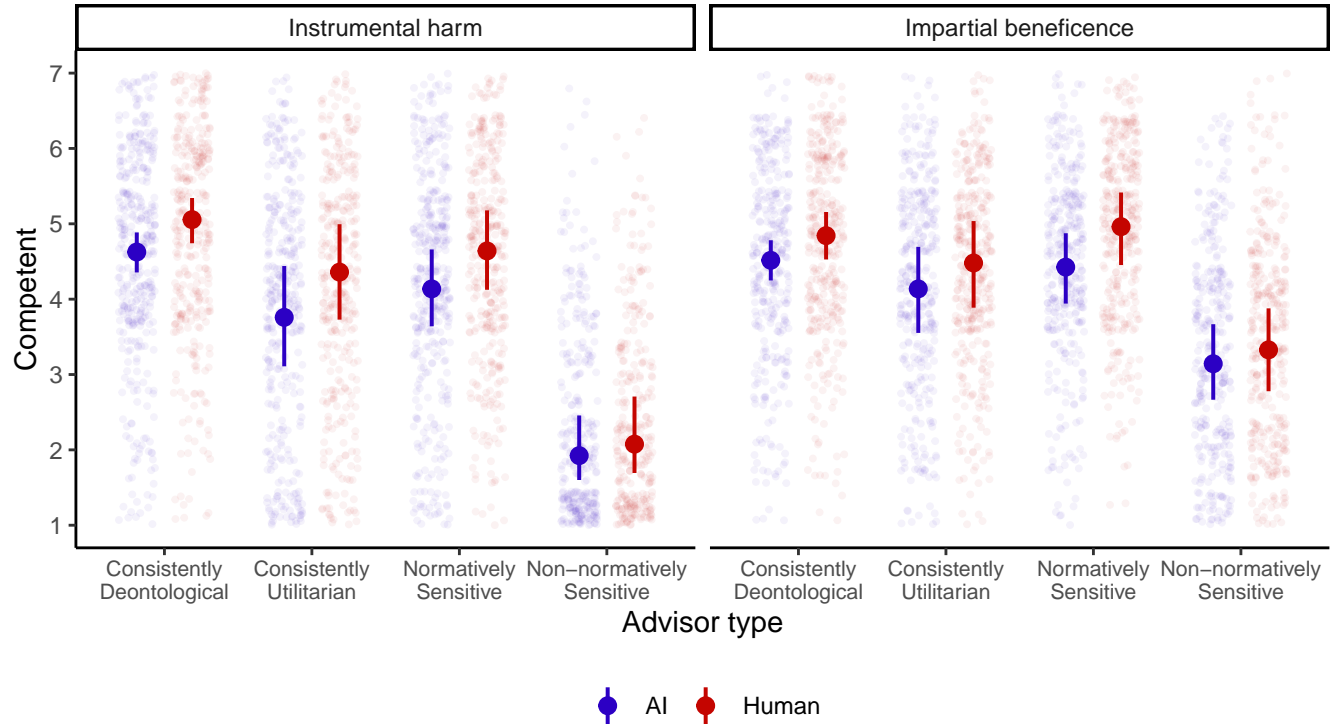 Instrumental harm
Impartial beneficence
Competent
7
6
5
4
3
2
1
Consistently
Deontological
Consistently
Utilitarian
Normatively
Sensitive
Non−normatively
Sensitive
Consistently
Deontological
Consistently
Utilitarian
Normatively
Sensitive
Non−normatively
Sensitive
Advisor type
AI
Human